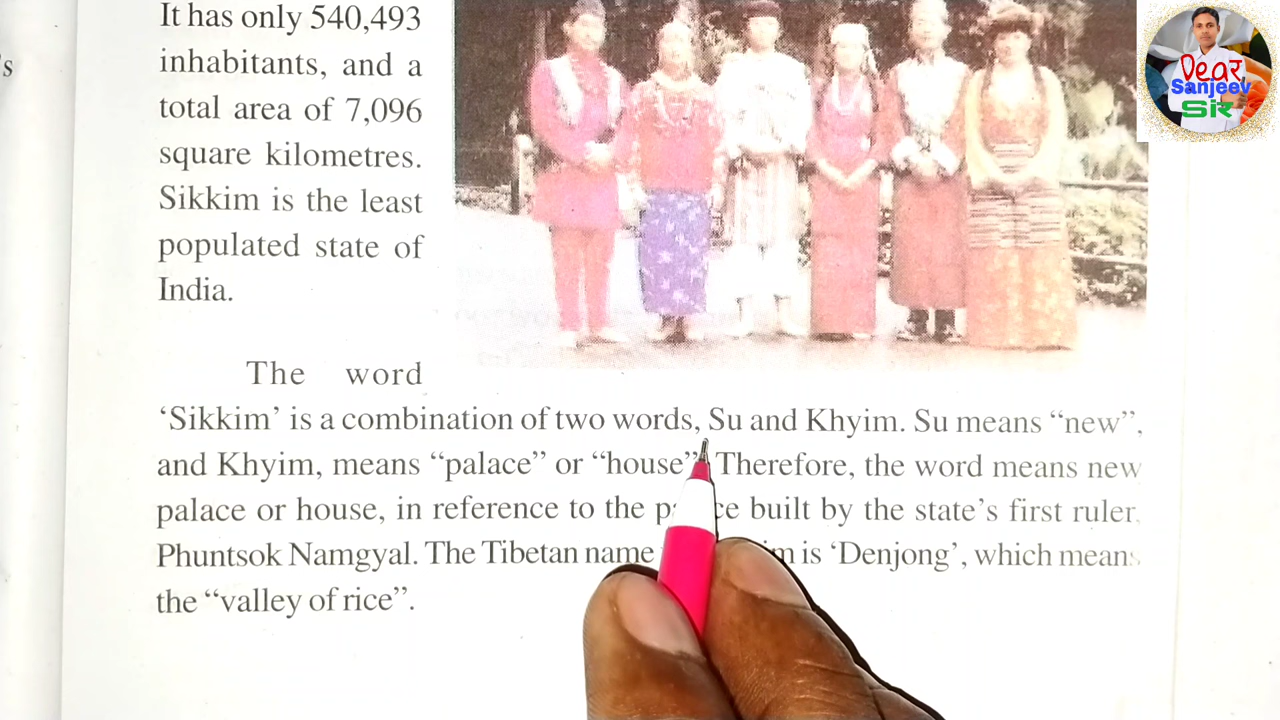 's
It has only 540,493
inhabitants, and a
total area of 7,096
square kilometres.
Sikkim is the least
populated state of
India.
The word
‘Sikkim’ is a combination of two words, Su and Khyim. Su means “new”,
and Khyim, means “palace” or “house” Therefore, the word means new
palace or house, in reference to the built by the state’s first ruler,
Phuntsok Namgyal. The Tibetan name is ‘Denjong’, which means
the “valley of rice”.
Dear
Sanjeev
Sir